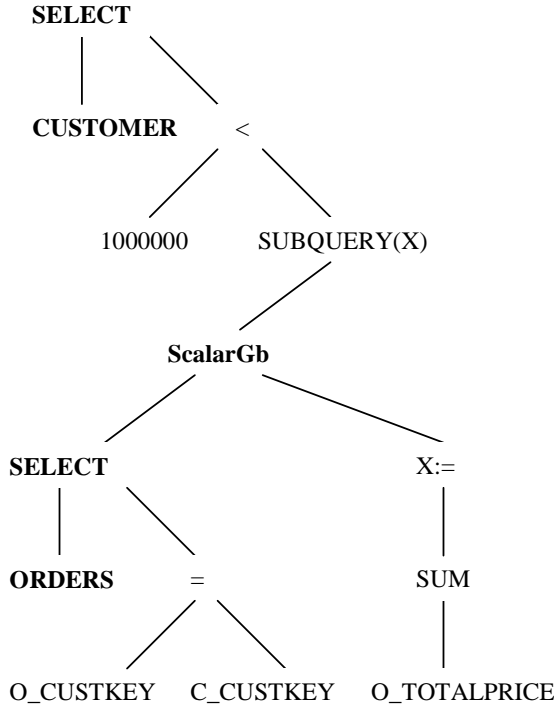 SELECT
CUSTOMER <
1000000 SUBQUERY(X)
ScalarGb
SELECT X:=
ORDERS = SUM
O_CUSTKEY C_CUSTKEY O_TOTALPRICE